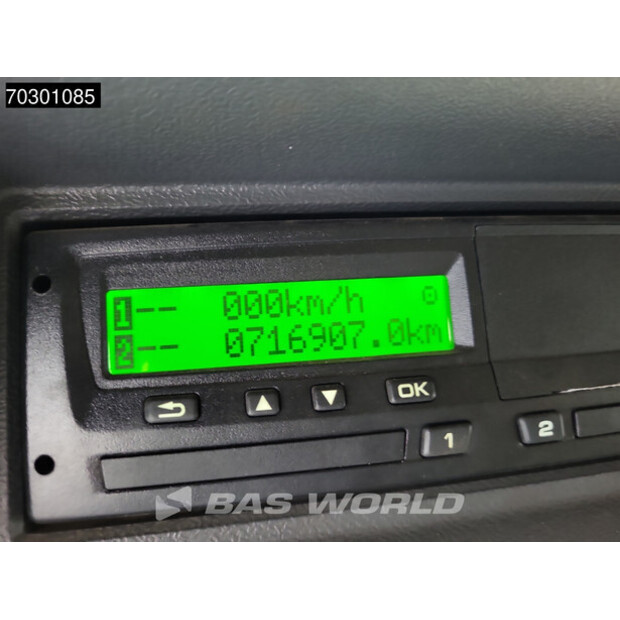 70301085
1 -- 000km/h
2 -- 0716907.0km
OK
1 2
BAS WORLD